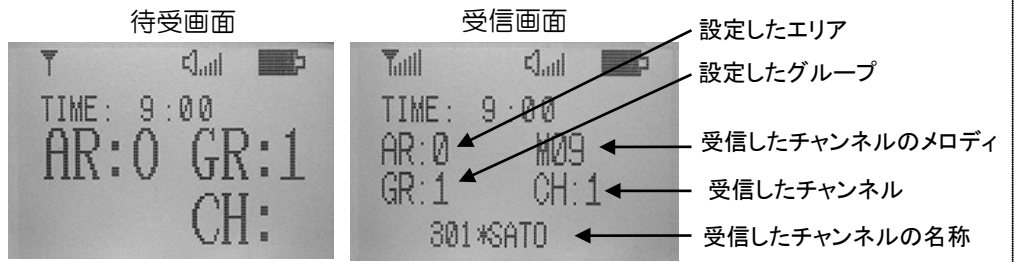 待受画面
TIME: 9:00
AR:0 GR:1
CH:
受信画面
TIME: 9:00
AR:0 M09
GR:1 CH:1
301*SATO
設定したエリア
設定したグループ
受信したチャンネルのメロディ
受信したチャンネル
受信したチャンネルの名称